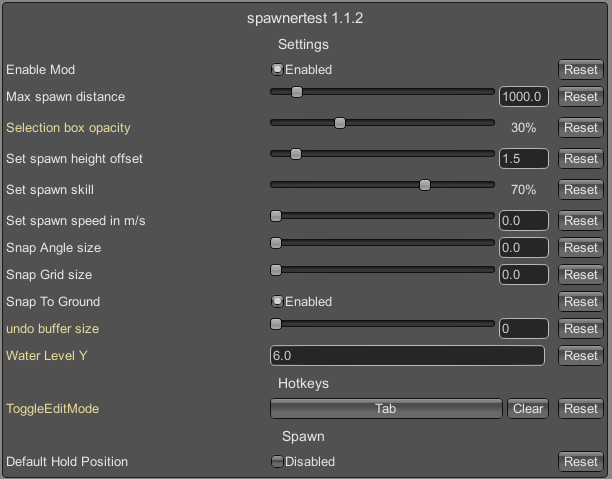 spawnertest 1.1.2
Settings
Enable Mod Enabled Reset
Max spawn distance 1000.0 Reset
Selection box opacity 30% Reset
Set spawn height offset 1.5 Reset
Set spawn skill 70% Reset
Set spawn speed in m/s 0.0 Reset
Snap Angle size 0.0 Reset
Snap Grid size 0.0 Reset
Snap To Ground Enabled Reset
undo buffer size 0 Reset
Water Level Y 6.0 Reset
Hotkeys
ToggleEditMode Tab Clear Reset
Spawn
Default Hold Position Disabled Reset